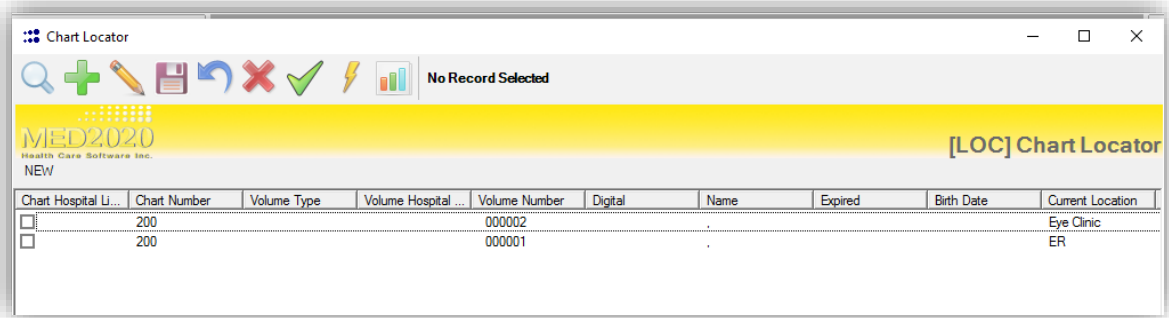 Chart Locator
No Record Selected
MED2020
Health Care Software Inc.
[LOC] Chart Locator
NEW
Chart Hospital Li... Chart Number Volume Type Volume Hospital ... Volume Number Digital Name Expired Birth Date Current Location
200 000002 , Eye Clinic
200 000001 , ER